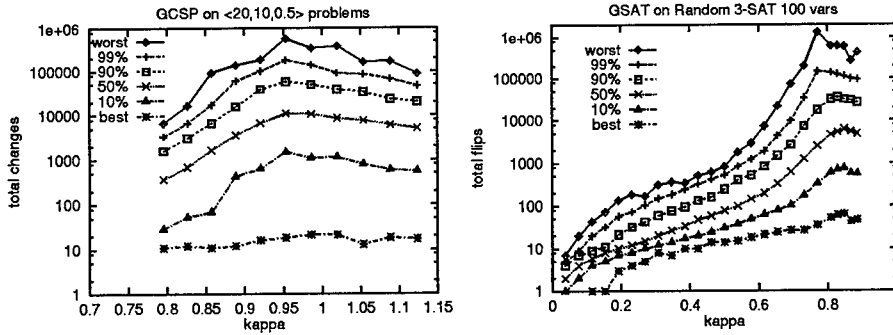 GCSP on <20,10,0.5> problems
1e+06
100000
10000
1000
100
10
1
total changes
worst
99%
90%
50%
10%
best
0.7 0.75 0.8 0.85 0.9 0.95 1 1.05 1.1 1.15
kappa
GSAT on Random 3-SAT 100 vars
1e+06
100000
10000
1000
100
10
1
total flips
worst
99%
90%
50%
10%
best
0 0.2 0.4 0.6 0.8 1
kappa